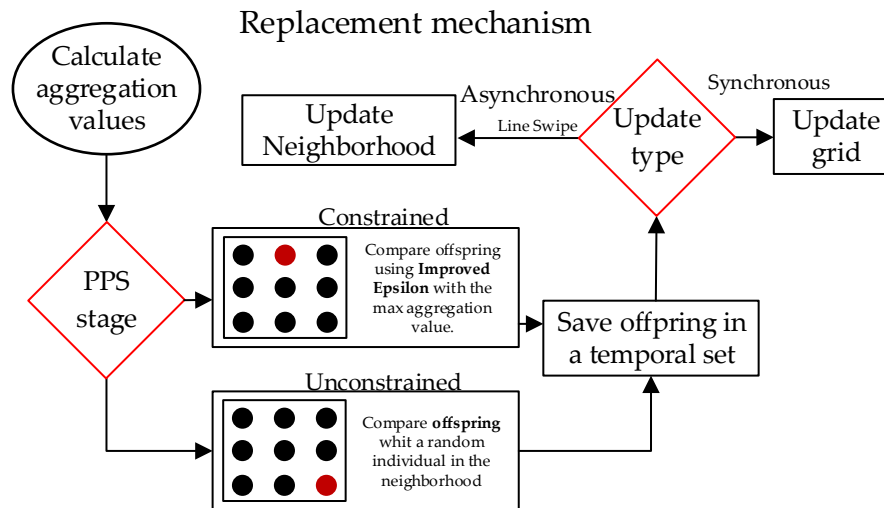 Replacement mechanism
Calculate
aggregation
values
Update
Neighborhood
Asynchronous
Line Swipe
Update
type
Synchronous
Update
grid
PPS
stage
Constrained
Compare offspring
using Improved
Epsilon with the
max aggregation
value.
Save offpring in
a temporal set
Unconstrained
Compare offspring
whit a random
individual in the
neighborhood